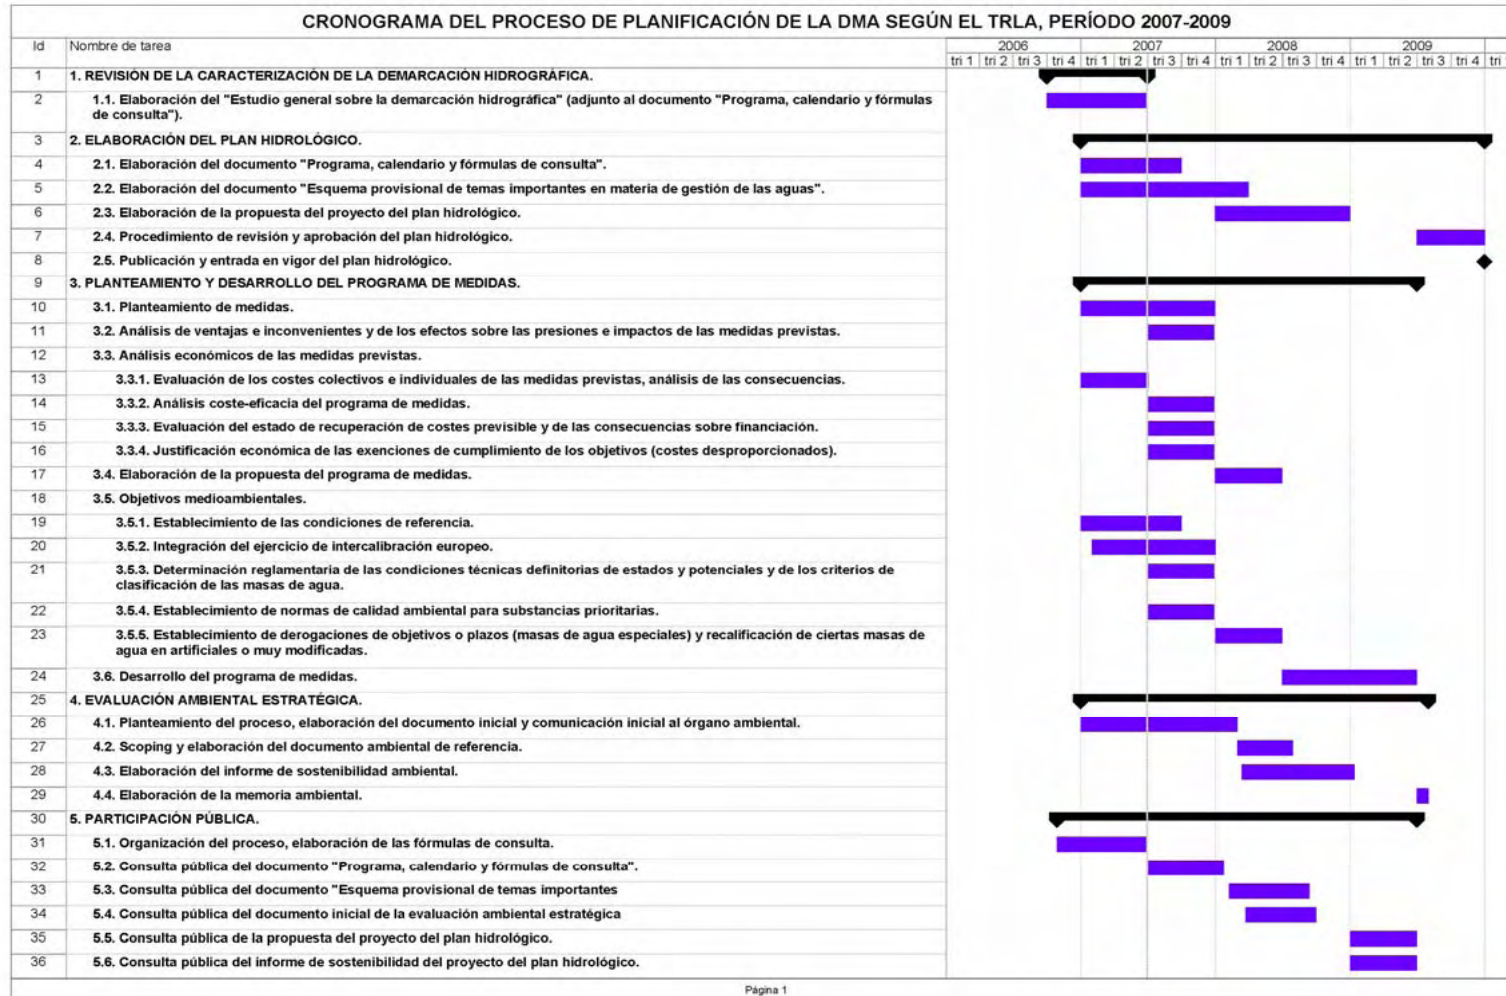 CRONOGRAMA DEL PROCESO DE PLANIFICACIÓN DE LA DMA SEGÚN EL TRLA, PERÍODO 2007-2009
Id Nombre de tarea 2006 2007 2008 2009
tri 1 tri 2 tri 3 tri 4 tri 1 tri 2 tri 3 tri 4 tri 1 tri 2 tri 3 tri 4 tri 1 tri 2 tri 3 tri 4 tri
1 1. REVISIÓN DE LA CARACTERIZACIÓN DE LA DEMARCACIÓN HIDROGRÁFICA.
2 1.1. Elaboración del "Estudio general sobre la demarcación hidrográfica" (adjunto al documento "Programa, calendario y fórmulas
de consulta").
3 2. ELABORACIÓN DEL PLAN HIDROLÓGICO.
4 2.1. Elaboración del documento "Programa, calendario y fórmulas de consulta".
5 2.2. Elaboración del documento "Esquema provisional de temas importantes en materia de gestión de las aguas".
6 2.3. Elaboración de la propuesta del proyecto del plan hidrológico.
7 2.4. Procedimiento de revisión y aprobación del plan hidrológico.
8 2.5. Publicación y entrada en vigor del plan hidrológico.
9 3. PLANTEAMIENTO Y DESARROLLO DEL PROGRAMA DE MEDIDAS.
10 3.1. Planteamiento de medidas.
11 3.2. Análisis de ventajas e inconvenientes y de los efectos sobre las presiones e impactos de las medidas previstas.
12 3.3. Análisis económicos de las medidas previstas.
13 3.3.1. Evaluación de los costes colectivos e individuales de las medidas previstas, análisis de las consecuencias.
14 3.3.2. Análisis coste-eficacia del programa de medidas.
15 3.3.3. Evaluación del estado de recuperación de costes previsible y de las consecuencias sobre financiación.
16 3.3.4. Justificación económica de las exenciones de cumplimiento de los objetivos (costes desproporcionados).
17 3.4. Elaboración de la propuesta del programa de medidas.
18 3.5. Objetivos medioambientales.
19 3.5.1. Establecimiento de las condiciones de referencia.
20 3.5.2. Integración del ejercicio de intercalibración europeo.
21 3.5.3. Determinación reglamentaria de las condiciones técnicas definitorias de estados y potenciales y de los criterios de
clasificación de las masas de agua.
22 3.5.4. Establecimiento de normas de calidad ambiental para substancias prioritarias.
23 3.5.5. Establecimiento de derogaciones de objetivos o plazos (masas de agua especiales) y recalificación de ciertas masas de
agua en artificiales o muy modificadas.
24 3.6. Desarrollo del programa de medidas.
25 4. EVALUACIÓN AMBIENTAL ESTRATÉGICA.
26 4.1. Planteamiento del proceso, elaboración del documento inicial y comunicación inicial al órgano ambiental.
27 4.2. Scoping y elaboración del documento ambiental de referencia.
28 4.3. Elaboración del informe de sostenibilidad ambiental.
29 4.4. Elaboración de la memoria ambiental.
30 5. PARTICIPACIÓN PÚBLICA.
31 5.1. Organización del proceso, elaboración de las fórmulas de consulta.
32 5.2. Consulta pública del documento "Programa, calendario y fórmulas de consulta".
33 5.3. Consulta pública del documento "Esquema provisional de temas importantes
34 5.4. Consulta pública del documento inicial de la evaluación ambiental estratégica
35 5.5. Consulta pública de la propuesta del proyecto del plan hidrológico.
36 5.6. Consulta pública del informe de sostenibilidad del proyecto del plan hidrológico.
Página 1